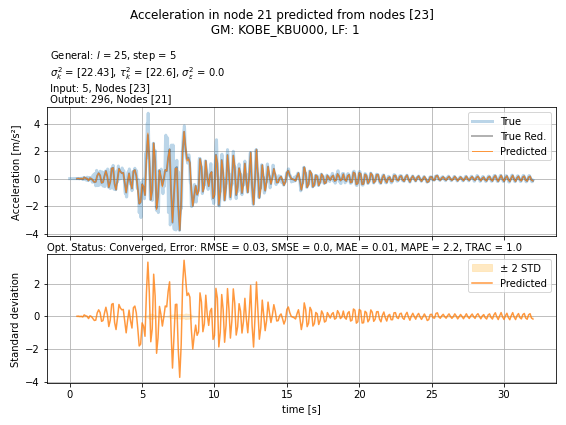 Acceleration in node 21 predicted from nodes [23]
GM: KOBE_KBU000, LF: 1
General: l = 25, step = 5
σ²ₖ = [22.43], τ²ₖ = [22.6], σ²ε = 0.0
Input: 5, Nodes [23]
Output: 296, Nodes [21]
Acceleration [m/s²]
4
2
0
−2
−4
True
True Red.
Predicted
Opt. Status: Converged, Error: RMSE = 0.03, SMSE = 0.0, MAE = 0.01, MAPE = 2.2, TRAC = 1.0
Standard deviation
2
0
−2
−4
± 2 STD
Predicted
0 5 10 15 20 25 30
time [s]